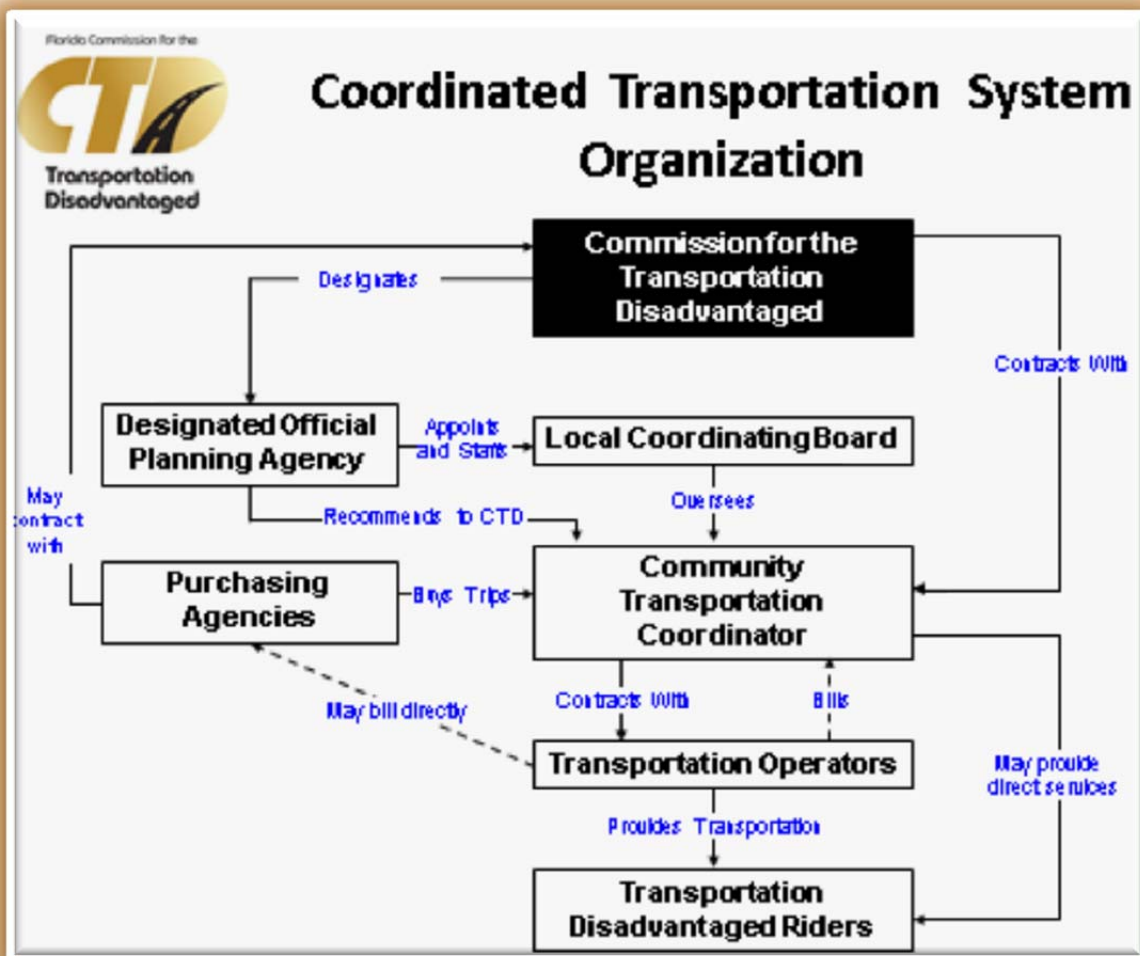 Florida Commission for the
CTD
Transportation
Disadvantaged
Coordinated Transportation System
Organization
Commission for the
Transportation
Disadvantaged
Designates
Contracts With
Designated Official
Planning Agency
Appoints
and Staffs
Local Coordinating Board
May
contract
with
Recommends to CTD
Oversees
Purchasing
Agencies
Buys Trips
Community
Transportation
Coordinator
May bill directly
Contracts With
Bills
Transportation Operators
May provide
direct services
Provides Transportation
Transportation
Disadvantaged Riders